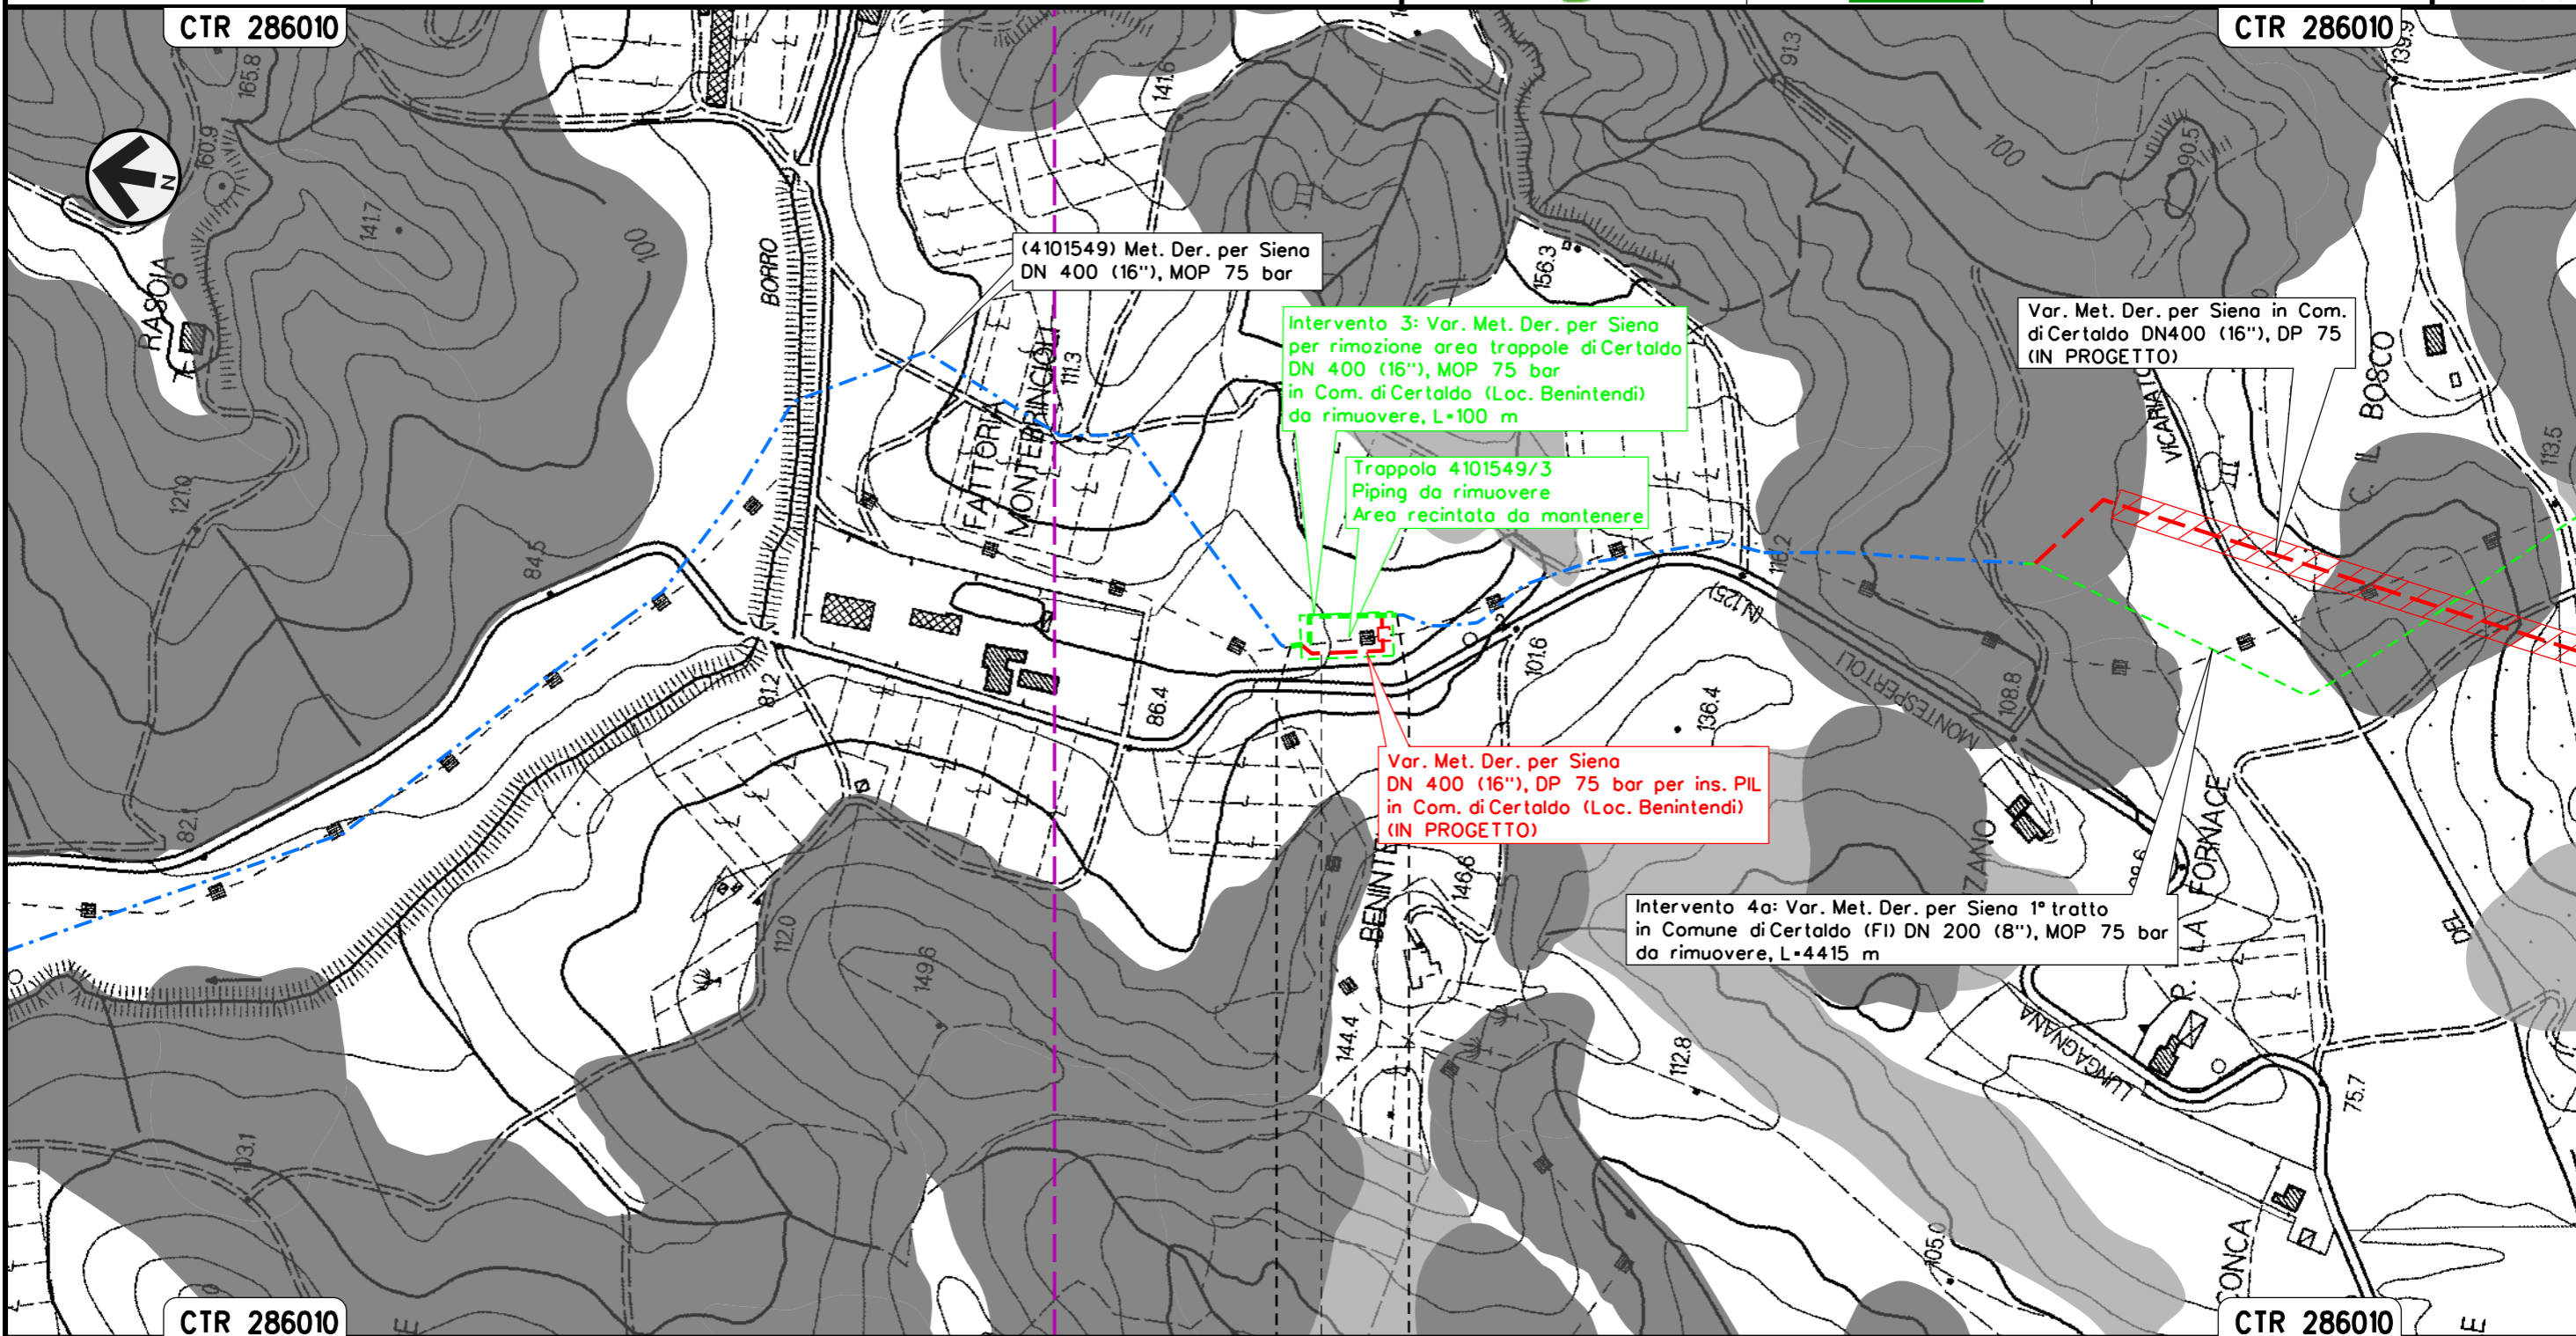 CTR 286010
CTR 286010
165.8
160.9
141.7
RASOIA
100
121.0
84.5
82.1
N
BORRO
141.6
91.3
139.9
100
90.5
(4101549) Met. Der. per Siena
DN 400 (16"), MOP 75 bar
156.3
FATTORIA
MONTEBRINCIOLI
111.3
Intervento 3: Var. Met. Der. per Siena
per rimozione area trappole di Certaldo
DN 400 (16"), MOP 75 bar
in Com. di Certaldo (Loc. Benintendi)
da rimuovere, L=100 m
Trappola 4101549/3
Piping da rimuovere
Area recintata da mantenere
Var. Met. Der. per Siena in Com.
di Certaldo DN400 (16"), DP 75
(IN PROGETTO)
VICARIATO
C. IL BOSCO
113.5
(N.125)
MONTESPERTOLI
108.8
101.6
136.4
81.2
86.4
Var. Met. Der. per Siena
DN 400 (16"), DP 75 bar per ins. PIL
in Com. di Certaldo (Loc. Benintendi)
(IN PROGETTO)
146.6
112.0
149.6
144.4
112.8
Intervento 4a: Var. Met. Der. per Siena 1° tratto
in Comune di Certaldo (FI) DN 200 (8"), MOP 75 bar
da rimuovere, L=4415 m
P. LA FORNACE
DEL
LUNGAGNANA
75.7
103.1
105.0
CTR 286010
CTR 286010